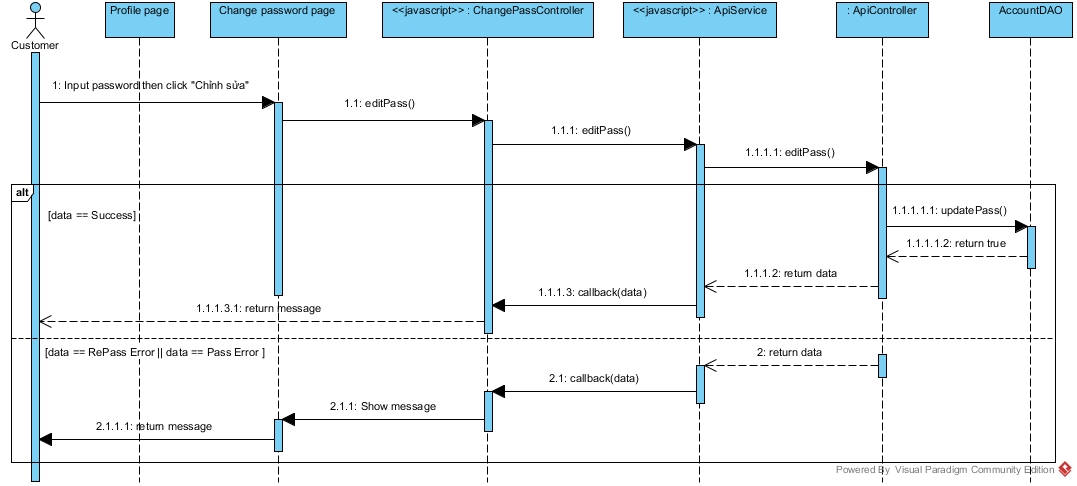 Profile page
Change password page
<<javascript>> : ChangePassController
<<javascript>> : ApiService
: ApiController
AccountDAO
Customer
1: Input password then click "Chỉnh sửa"
1.1: editPass()
1.1.1: editPass()
1.1.1.1: editPass()
alt
[data == Success]
1.1.1.1.1: updatePass()
1.1.1.1.2: return true
1.1.1.2: return data
1.1.1.3: callback(data)
1.1.1.3.1: return message
[data == RePass Error || data == Pass Error ]
2: return data
2.1: callback(data)
2.1.1: Show message
2.1.1.1: return message
Powered By Visual Paradigm Community Edition